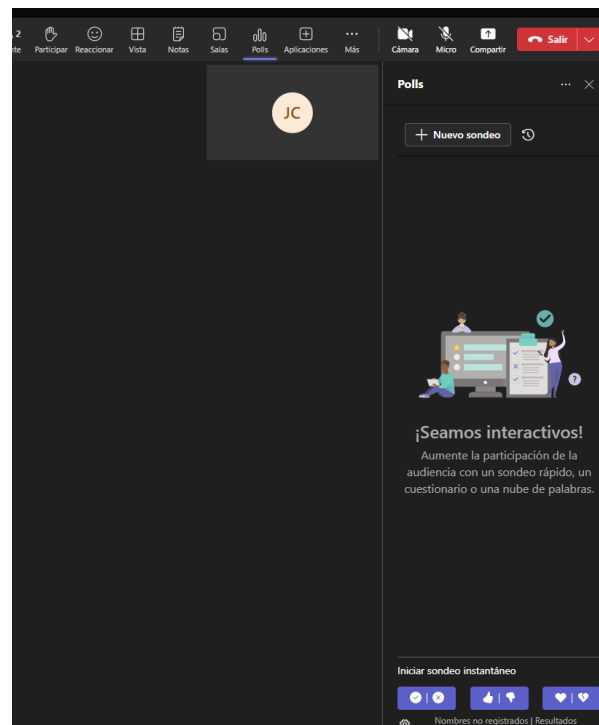 2
nte Participar Reaccionar Vista Notas Salas Polls Aplicaciones Más Cámara Micro Compartir Salir
JC
Polls
Nuevo sondeo
¡Seamos interactivos!
Aumente la participación de la
audiencia con un sondeo rápido, un
cuestionario o una nube de palabras.
Iniciar sondeo instantáneo
Nombres no registrados | Resultados